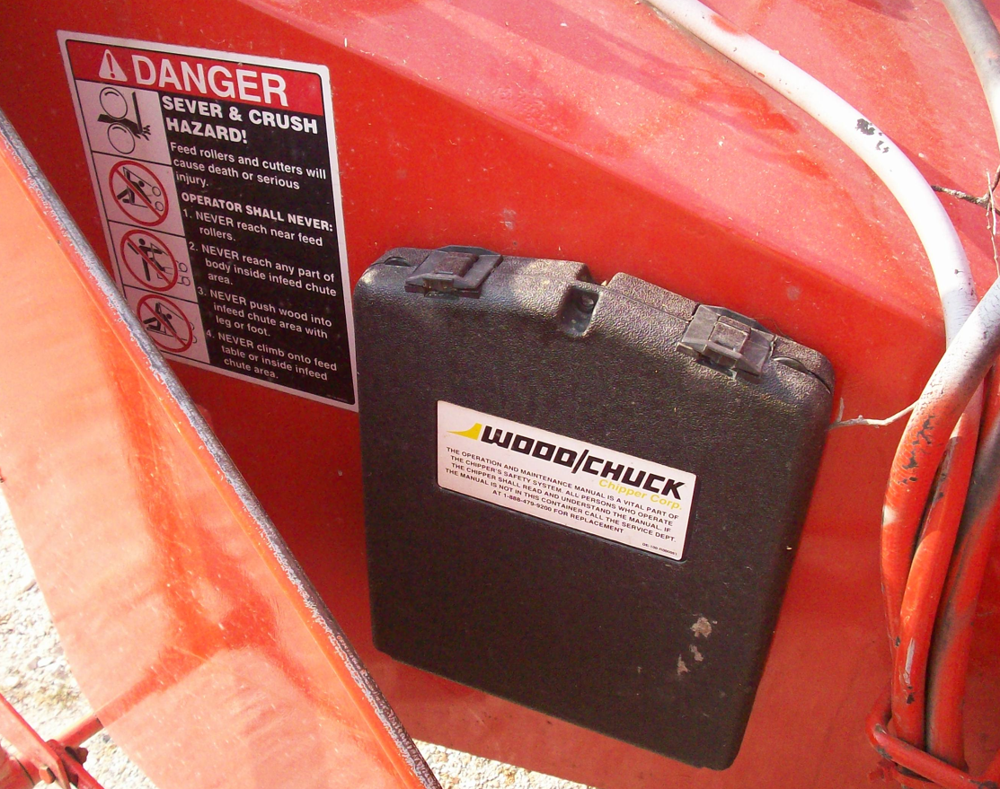 DANGER
SEVER & CRUSH
HAZARD!
Feed rollers and cutters will
cause death or serious
injury.
OPERATOR SHALL NEVER:
1. NEVER reach near feed
rollers.
2. NEVER reach any part of
body inside infeed chute
area.
3. NEVER push wood into
infeed chute area with
leg or foot.
4. NEVER climb onto feed
table or inside infeed
chute area.
WOOD/CHUCK
Chipper Corp.
THE OPERATION AND MAINTENANCE MANUAL IS A VITAL PART OF
THE CHIPPER'S SAFETY SYSTEM. ALL PERSONS WHO OPERATE
THE CHIPPER SHALL READ AND UNDERSTAND THE MANUAL. IF
THE MANUAL IS NOT IN THIS CONTAINER CALL THE SERVICE DEPT.
AT 1-888-479-9200 FOR REPLACEMENT